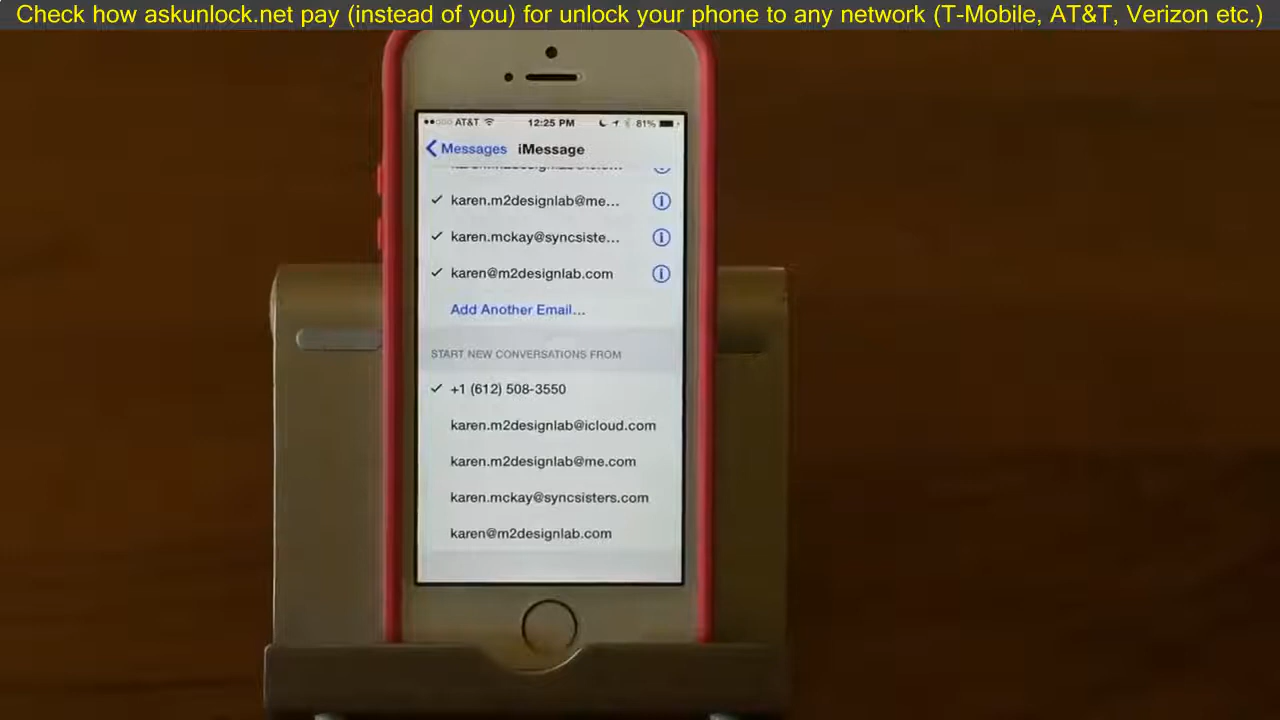 Check how askunlock.net pay (instead of you) for unlock your phone to any network (T-Mobile, AT&T, Verizon etc.)
AT&T 12:25 PM 81%
Messages iMessage
karen.m2designlab@me...
karen.mckay@syncsiste...
karen@m2designlab.com
Add Another Email...
START NEW CONVERSATIONS FROM
+1 (612) 508-3550
karen.m2designlab@icloud.com
karen.m2designlab@me.com
karen.mckay@syncsisters.com
karen@m2designlab.com